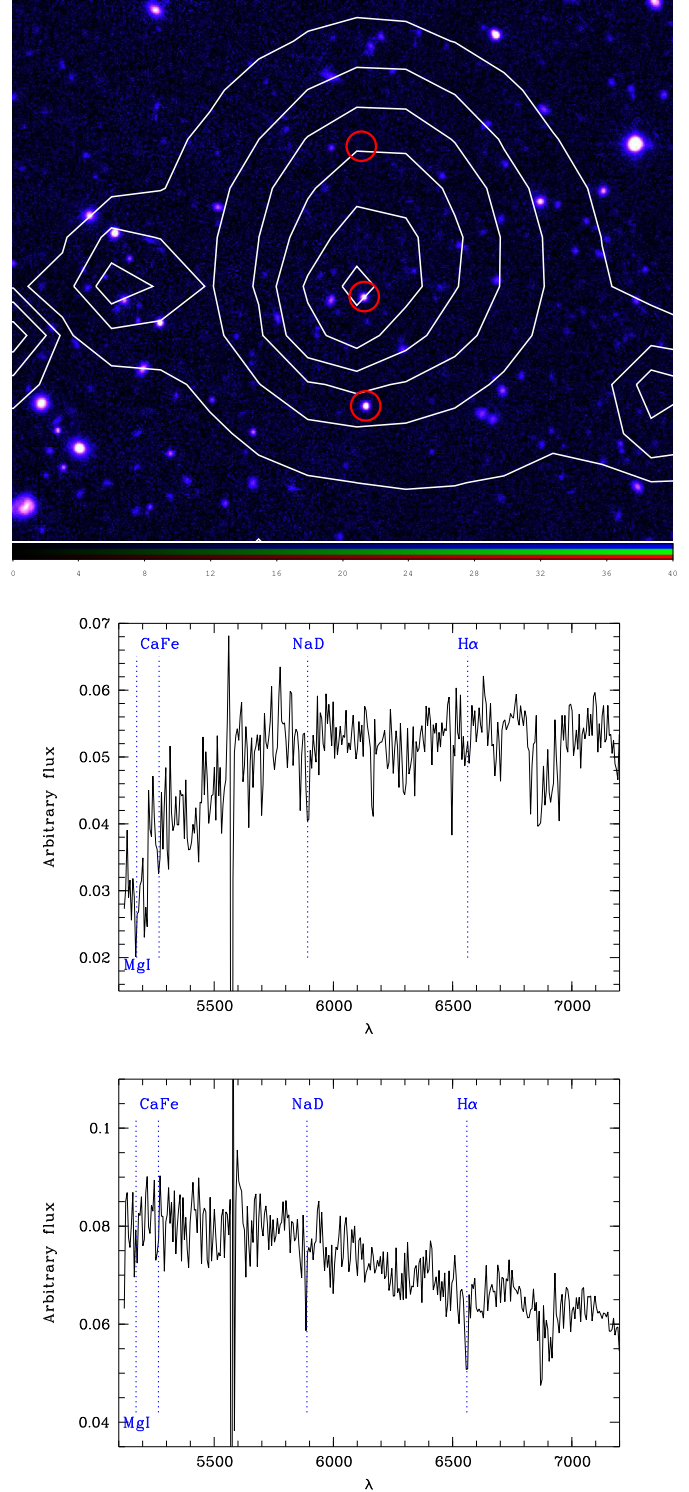 0 4 8 12 16 21 24 28 32 36 40
0.07
CaFe NaD Hα
0.06
0.05
Arbitrary flux
0.04
0.03
0.02
MgI
5500 6000 6500 7000
λ
CaFe NaD Hα
0.1
0.08
Arbitrary flux
0.06
0.04
MgI
5500 6000 6500 7000
λ